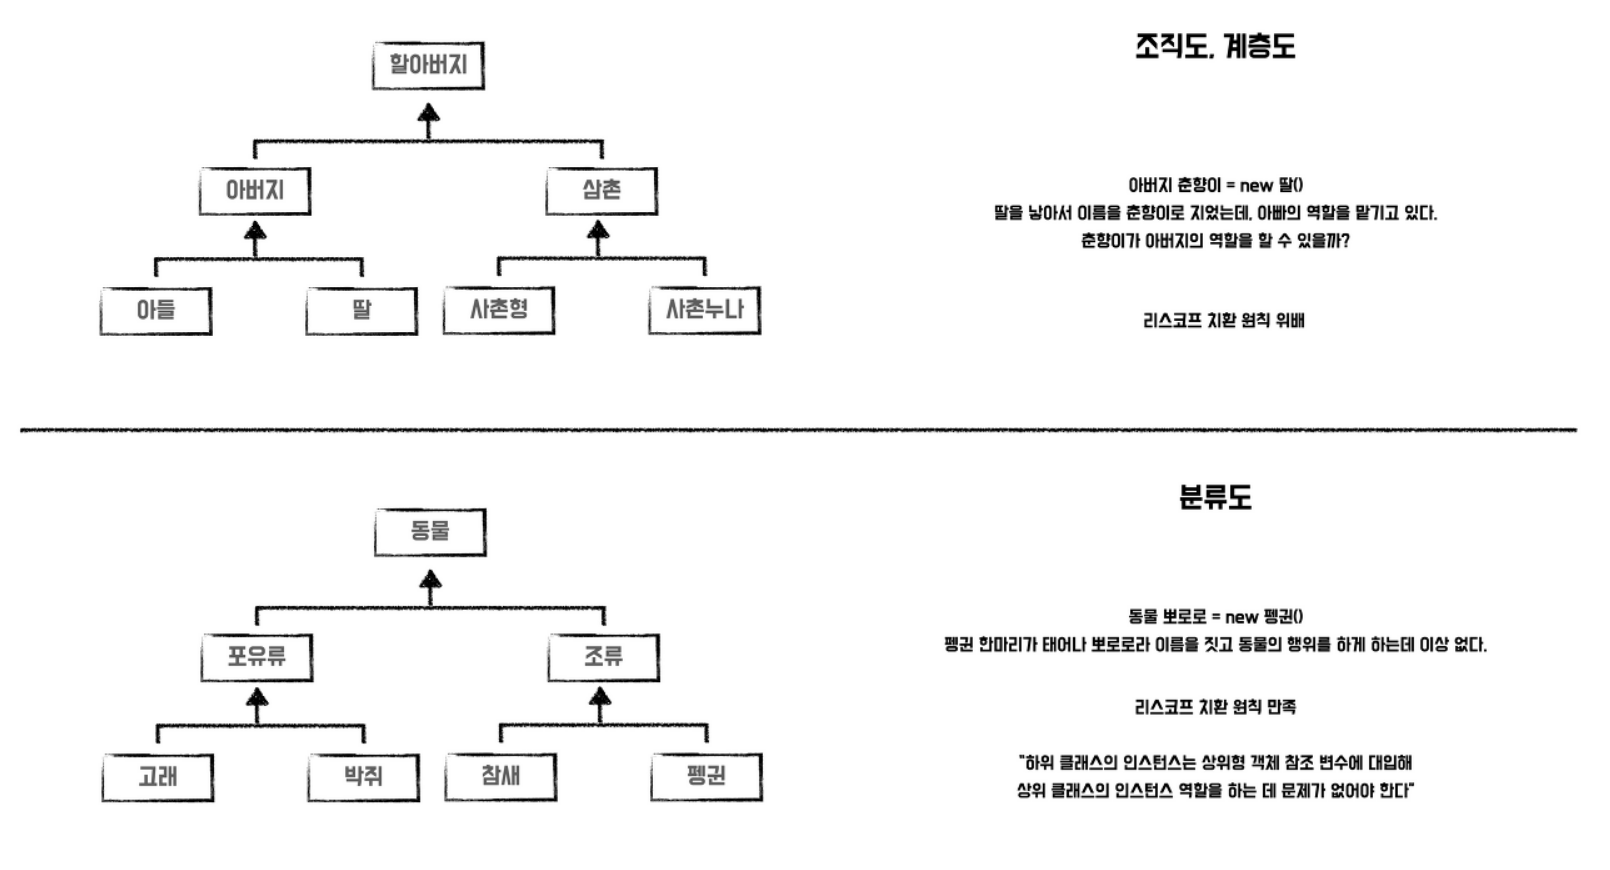 할아버지
아버지
삼촌
아들
딸
사촌형
사촌누나
조직도, 계층도
아버지 춘향이 = new 딸()
딸을 낳아서 이름을 춘향이로 지었는데, 아빠의 역할을 맡기고 있다.
춘향이가 아버지의 역할을 할 수 있을까?
리스코프 치환 원칙 위배
동물
포유류
조류
고래
박쥐
참새
펭귄
분류도
동물 뽀로로 = new 펭귄()
펭귄 한마리가 태어나 뽀로로라 이름을 짓고 동물의 행위를 하게 하는데 이상 없다.
리스코프 치환 원칙 만족
"하위 클래스의 인스턴스는 상위형 객체 참조 변수에 대입해
상위 클래스의 인스턴스 역할을 하는 데 문제가 없어야 한다"